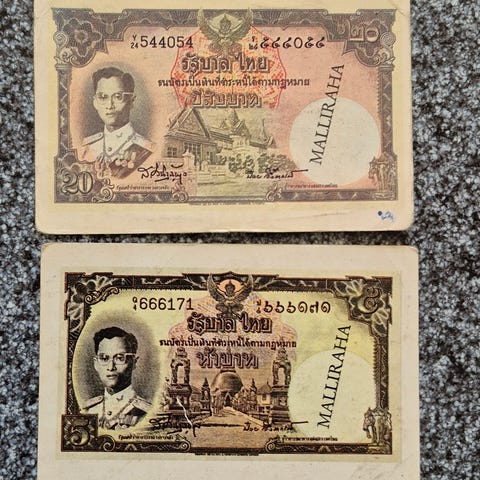 V/24 544054
๕๔๔๐๕๔
๒๐
รัฐบาลไทย
ธนบัตร์เป็นเงินที่ชำระหนี้ได้ตามกฎหมาย
ยี่สิบบาท
MALLIRAHA
20
666171
๖๖๖๑๗๑
๕
รัฐบาลไทย
ธนบัตร์เป็นเงินที่ชำระหนี้ได้ตามกฎหมาย
ห้าบาท
MALLIRAHA
5